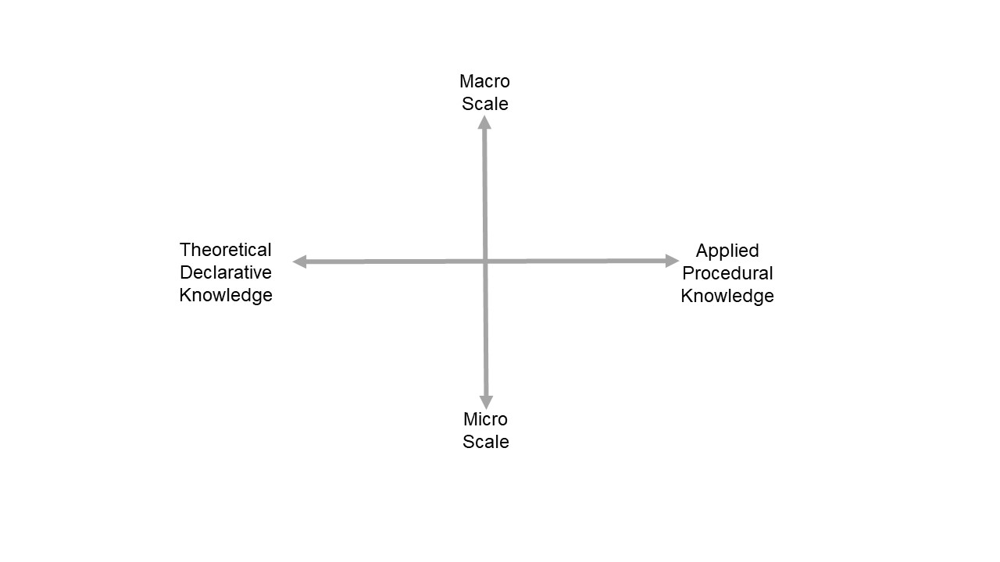 Macro
Scale
Theoretical
Declarative
Knowledge
Applied
Procedural
Knowledge
Micro
Scale